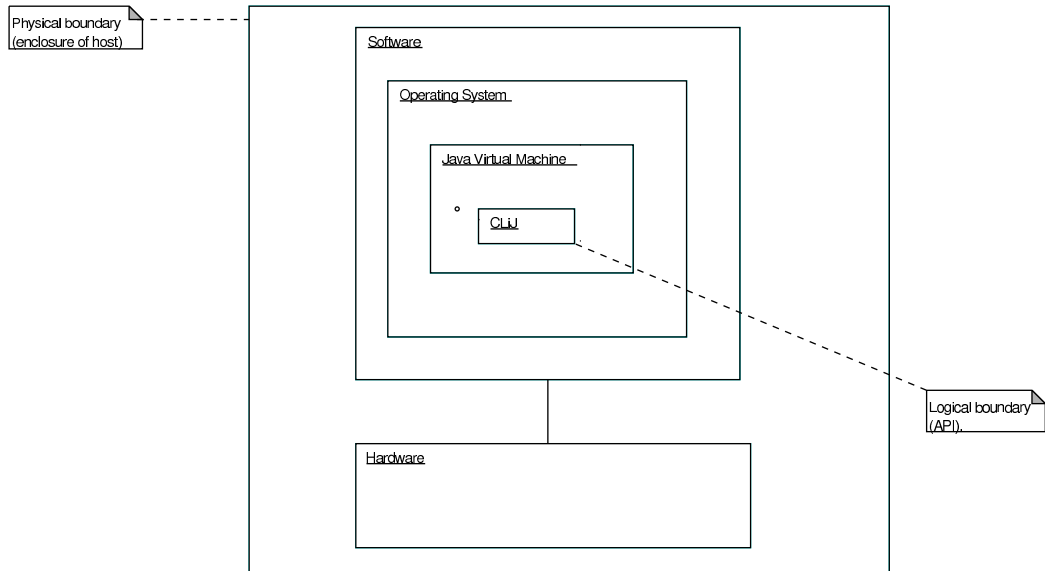 Physical boundary
(enclosure of host)
Software
Operating System
Java Virtual Machine
CLiJ
Logical boundary
(API).
Hardware